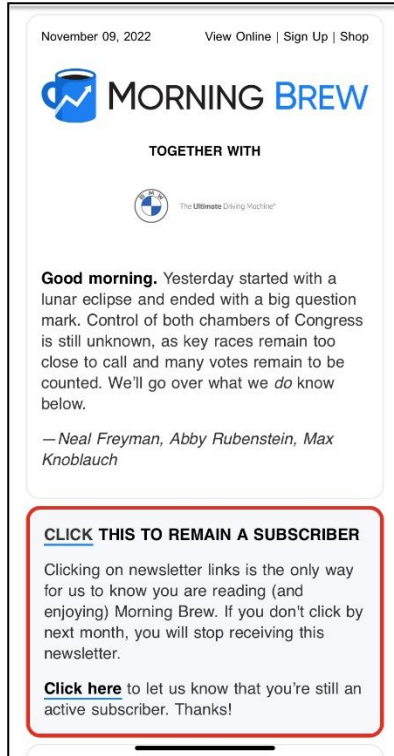 November 09, 2022 View Online | Sign Up | Shop
MORNING BREW
TOGETHER WITH
BMW
The Ultimate Driving Machine®
Good morning. Yesterday started with a
lunar eclipse and ended with a big question
mark. Control of both chambers of Congress
is still unknown, as key races remain too
close to call and many votes remain to be
counted. We'll go over what we do know
below.
—Neal Freyman, Abby Rubenstein, Max
Knoblauch
CLICK THIS TO REMAIN A SUBSCRIBER
Clicking on newsletter links is the only way
for us to know you are reading (and
enjoying) Morning Brew. If you don't click by
next month, you will stop receiving this
newsletter.
Click here to let us know that you're still an
active subscriber. Thanks!